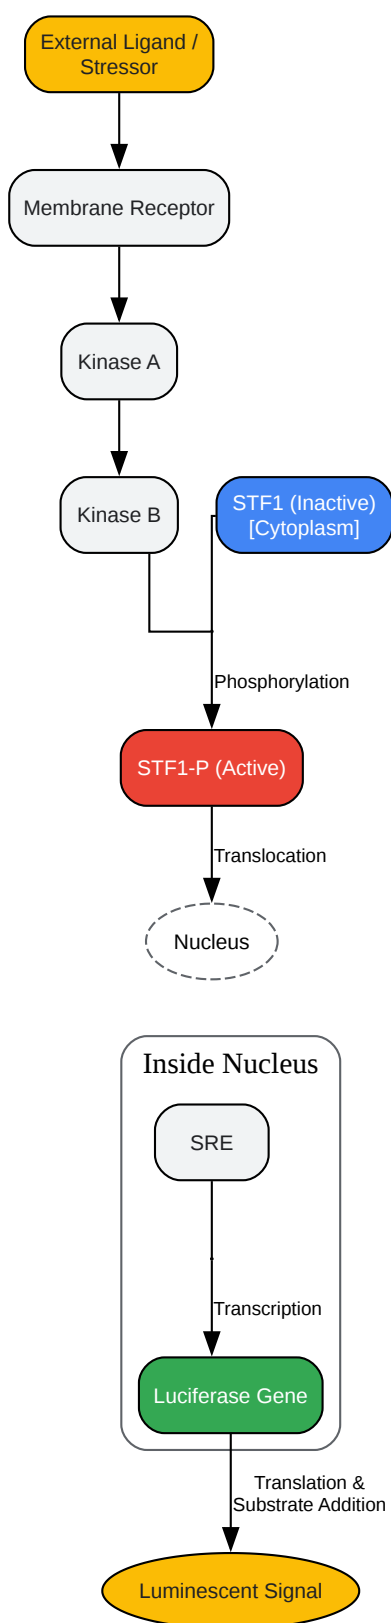 External Ligand /
Stressor
Membrane Receptor
Kinase A
Kinase B
STF1 (Inactive)
[Cytoplasm]
Phosphorylation
STF1-P (Active)
Translocation
Nucleus
Inside Nucleus
SRE
Transcription
Luciferase Gene
Translation &
Substrate Addition
Luminescent Signal